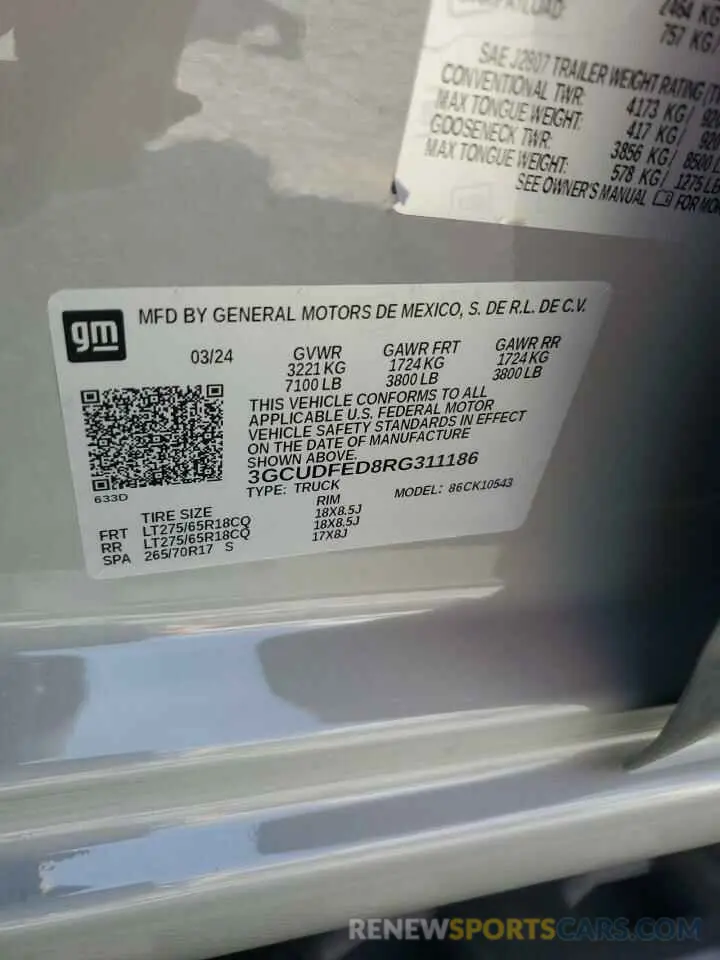 2464 KG
757 KG/
SAE J2807 TRAILER WEIGHT RATING
CONVENTIONAL TWR: 4173 KG/
MAX TONGUE WEIGHT: 417 KG/
GOOSENECK TWR: 3856 KG/ 8500
MAX TONGUE WEIGHT: 578 KG/ 1275 LB
SEE OWNER'S MANUAL FOR
gm
MFD BY GENERAL MOTORS DE MEXICO, S. DE R.L. DE C.V.
03/24 GVWR GAWR FRT GAWR RR
3221 KG 1724 KG 1724 KG
7100 LB 3800 LB 3800 LB
THIS VEHICLE CONFORMS TO ALL
APPLICABLE U.S. FEDERAL MOTOR
VEHICLE SAFETY STANDARDS IN EFFECT
ON THE DATE OF MANUFACTURE
SHOWN ABOVE.
3GCUDFED8RG311186
TYPE: TRUCK MODEL: 86CK10543
633D
TIRE SIZE RIM
FRT LT275/65R18CQ 18X8.5J
RR LT275/65R18CQ 18X8.5J
SPA 265/70R17 S 17X8J
RENEWSPORTSCARS.COM